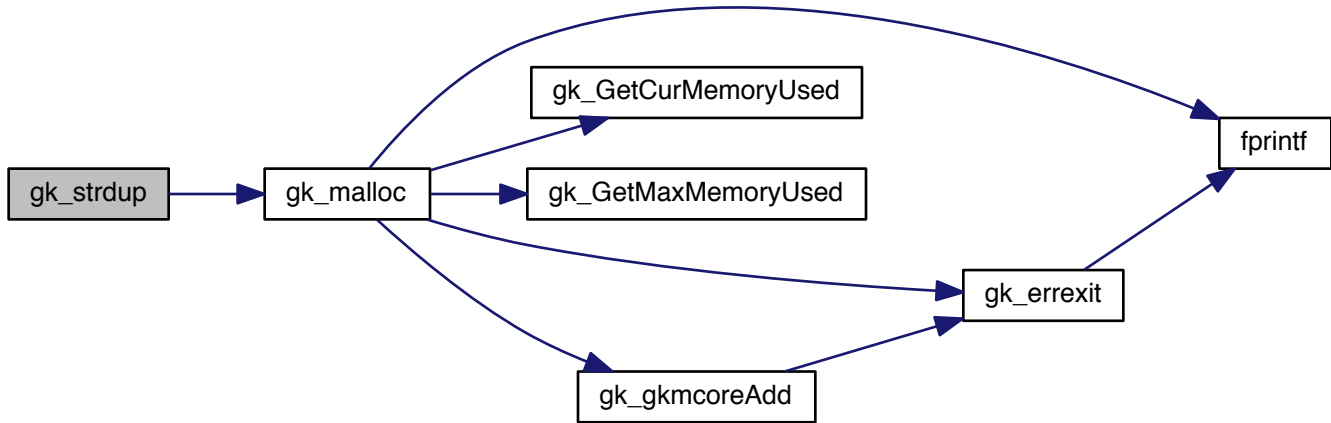 gk_strdup
gk_malloc
gk_GetCurMemoryUsed
gk_GetMaxMemoryUsed
gk_gkmcoreAdd
gk_errexit
fprintf